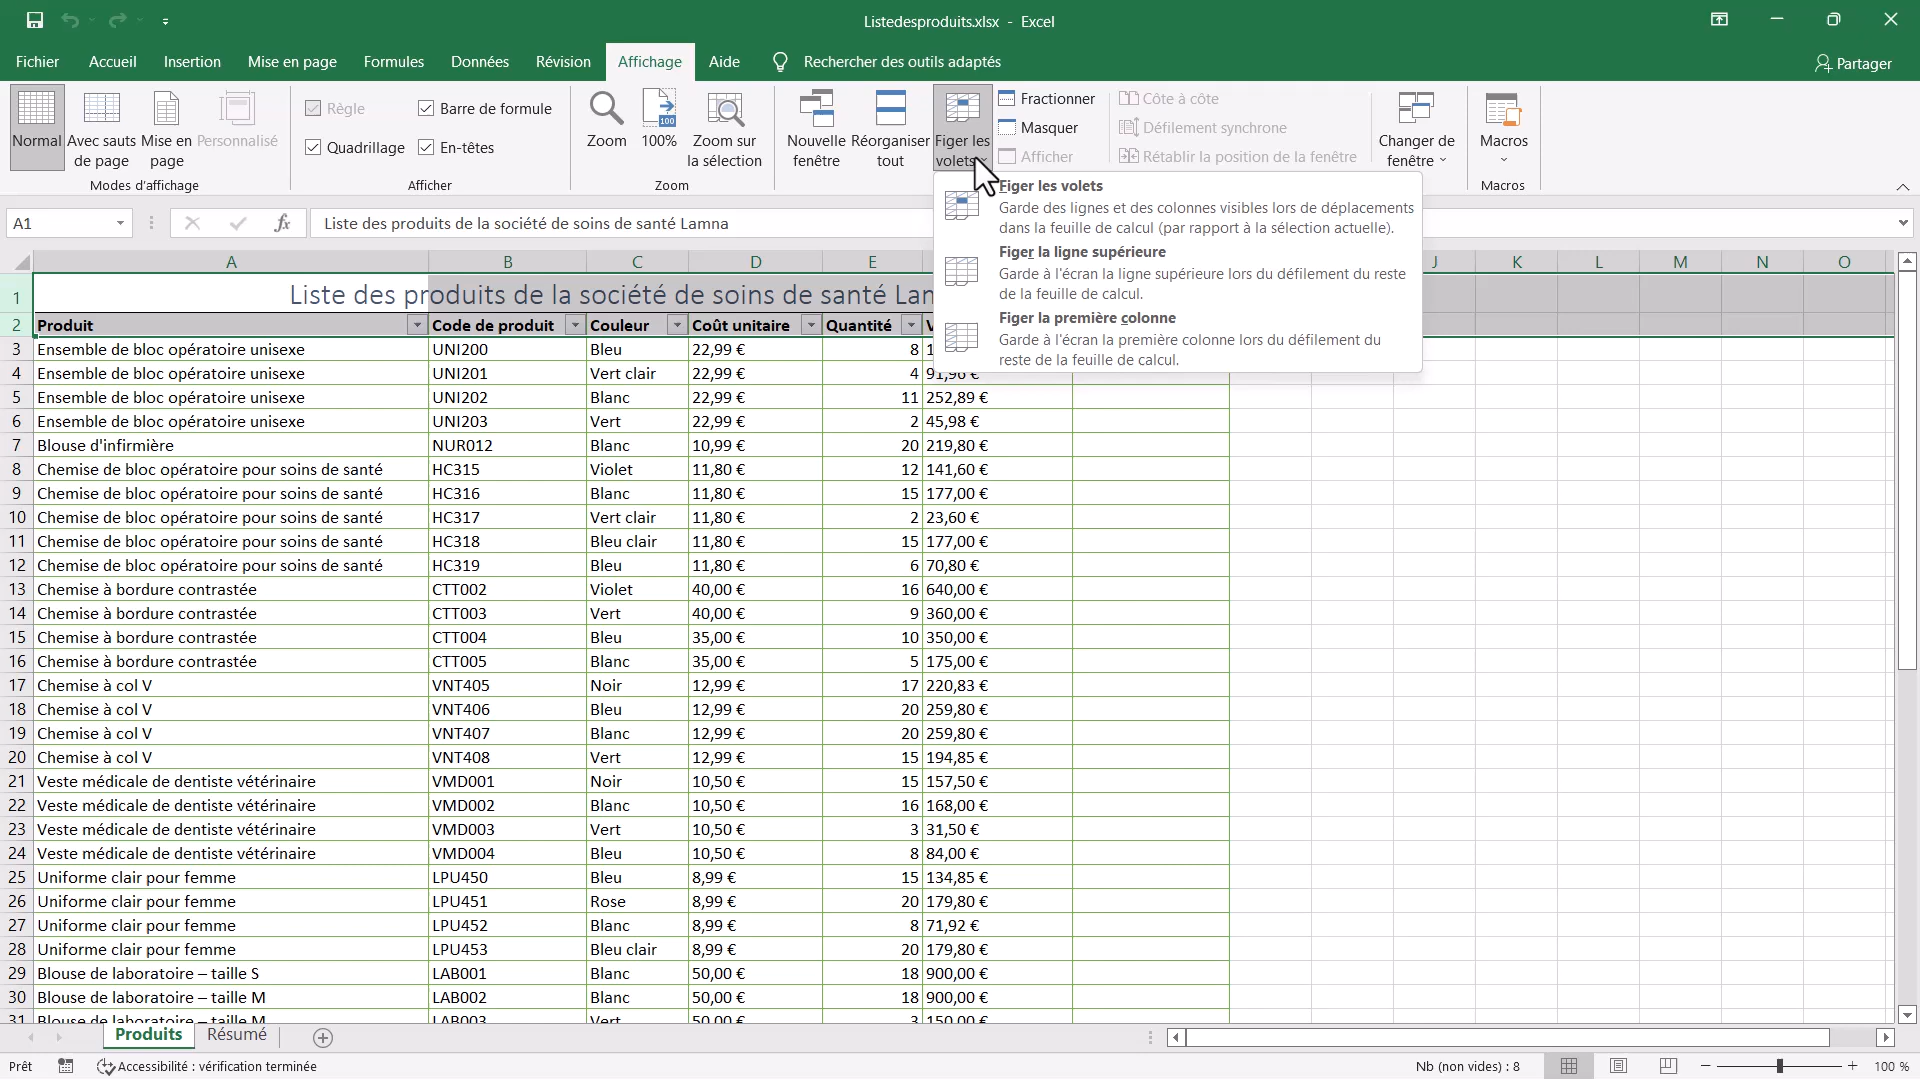 Listedesproduits.xlsx - Excel
Fichier Accueil Insertion Mise en page Formules Données Révision Affichage Aide Rechercher des outils adaptés Partager
Normal
Avec sauts de page
Mise en page
Personnalisé
Modes d'affichage
Règle
Barre de formule
Quadrillage
En-têtes
Afficher
Zoom
100
100%
Zoom sur la sélection
Zoom
Nouvelle fenêtre
Réorganiser tout
Figer les volets
Fractionner
Masquer
Afficher
Côte à côte
Défilement synchrone
Rétablir la position de la fenêtre
Changer de fenêtre
Macros
Macros
Figer les volets
Garde des lignes et des colonnes visibles lors de déplacements
dans la feuille de calcul (par rapport à la sélection actuelle).
Figer la ligne supérieure
Garde à l'écran la ligne supérieure lors du défilement du reste
de la feuille de calcul.
Figer la première colonne
Garde à l'écran la première colonne lors du défilement du
reste de la feuille de calcul.
A1 fx Liste des produits de la société de soins de santé Lamna
A B C D E J K L M N O
1 Liste des produits de la société de soins de santé Lan
2 Produit Code de produit Couleur Coût unitaire Quantité V
3 Ensemble de bloc opératoire unisexe UNI200 Bleu 22,99 € 8 1
4 Ensemble de bloc opératoire unisexe UNI201 Vert clair 22,99 € 4 91,96 €
5 Ensemble de bloc opératoire unisexe UNI202 Blanc 22,99 € 11 252,89 €
6 Ensemble de bloc opératoire unisexe UNI203 Vert 22,99 € 2 45,98 €
7 Blouse d'infirmière NUR012 Blanc 10,99 € 20 219,80 €
8 Chemise de bloc opératoire pour soins de santé HC315 Violet 11,80 € 12 141,60 €
9 Chemise de bloc opératoire pour soins de santé HC316 Blanc 11,80 € 15 177,00 €
10 Chemise de bloc opératoire pour soins de santé HC317 Vert clair 11,80 € 2 23,60 €
11 Chemise de bloc opératoire pour soins de santé HC318 Bleu clair 11,80 € 15 177,00 €
12 Chemise de bloc opératoire pour soins de santé HC319 Bleu 11,80 € 6 70,80 €
13 Chemise à bordure contrastée CTT002 Violet 40,00 € 16 640,00 €
14 Chemise à bordure contrastée CTT003 Vert 40,00 € 9 360,00 €
15 Chemise à bordure contrastée CTT004 Bleu 35,00 € 10 350,00 €
16 Chemise à bordure contrastée CTT005 Blanc 35,00 € 5 175,00 €
17 Chemise à col V VNT405 Noir 12,99 € 17 220,83 €
18 Chemise à col V VNT406 Bleu 12,99 € 20 259,80 €
19 Chemise à col V VNT407 Blanc 12,99 € 20 259,80 €
20 Chemise à col V VNT408 Vert 12,99 € 15 194,85 €
21 Veste médicale de dentiste vétérinaire VMD001 Noir 10,50 € 15 157,50 €
22 Veste médicale de dentiste vétérinaire VMD002 Blanc 10,50 € 16 168,00 €
23 Veste médicale de dentiste vétérinaire VMD003 Vert 10,50 € 3 31,50 €
24 Veste médicale de dentiste vétérinaire VMD004 Bleu 10,50 € 8 84,00 €
25 Uniforme clair pour femme LPU450 Bleu 8,99 € 15 134,85 €
26 Uniforme clair pour femme LPU451 Rose 8,99 € 20 179,80 €
27 Uniforme clair pour femme LPU452 Blanc 8,99 € 8 71,92 €
28 Uniforme clair pour femme LPU453 Bleu clair 8,99 € 20 179,80 €
29 Blouse de laboratoire – taille S LAB001 Blanc 50,00 € 18 900,00 €
30 Blouse de laboratoire – taille M LAB002 Blanc 50,00 € 18 900,00 €
31 Blouse de laboratoire – taille M LAB003 Vert 50,00 € 3 150,00 €
Produits Résumé
Prêt Accessibilité : vérification terminée Nb (non vides) : 8 100 %